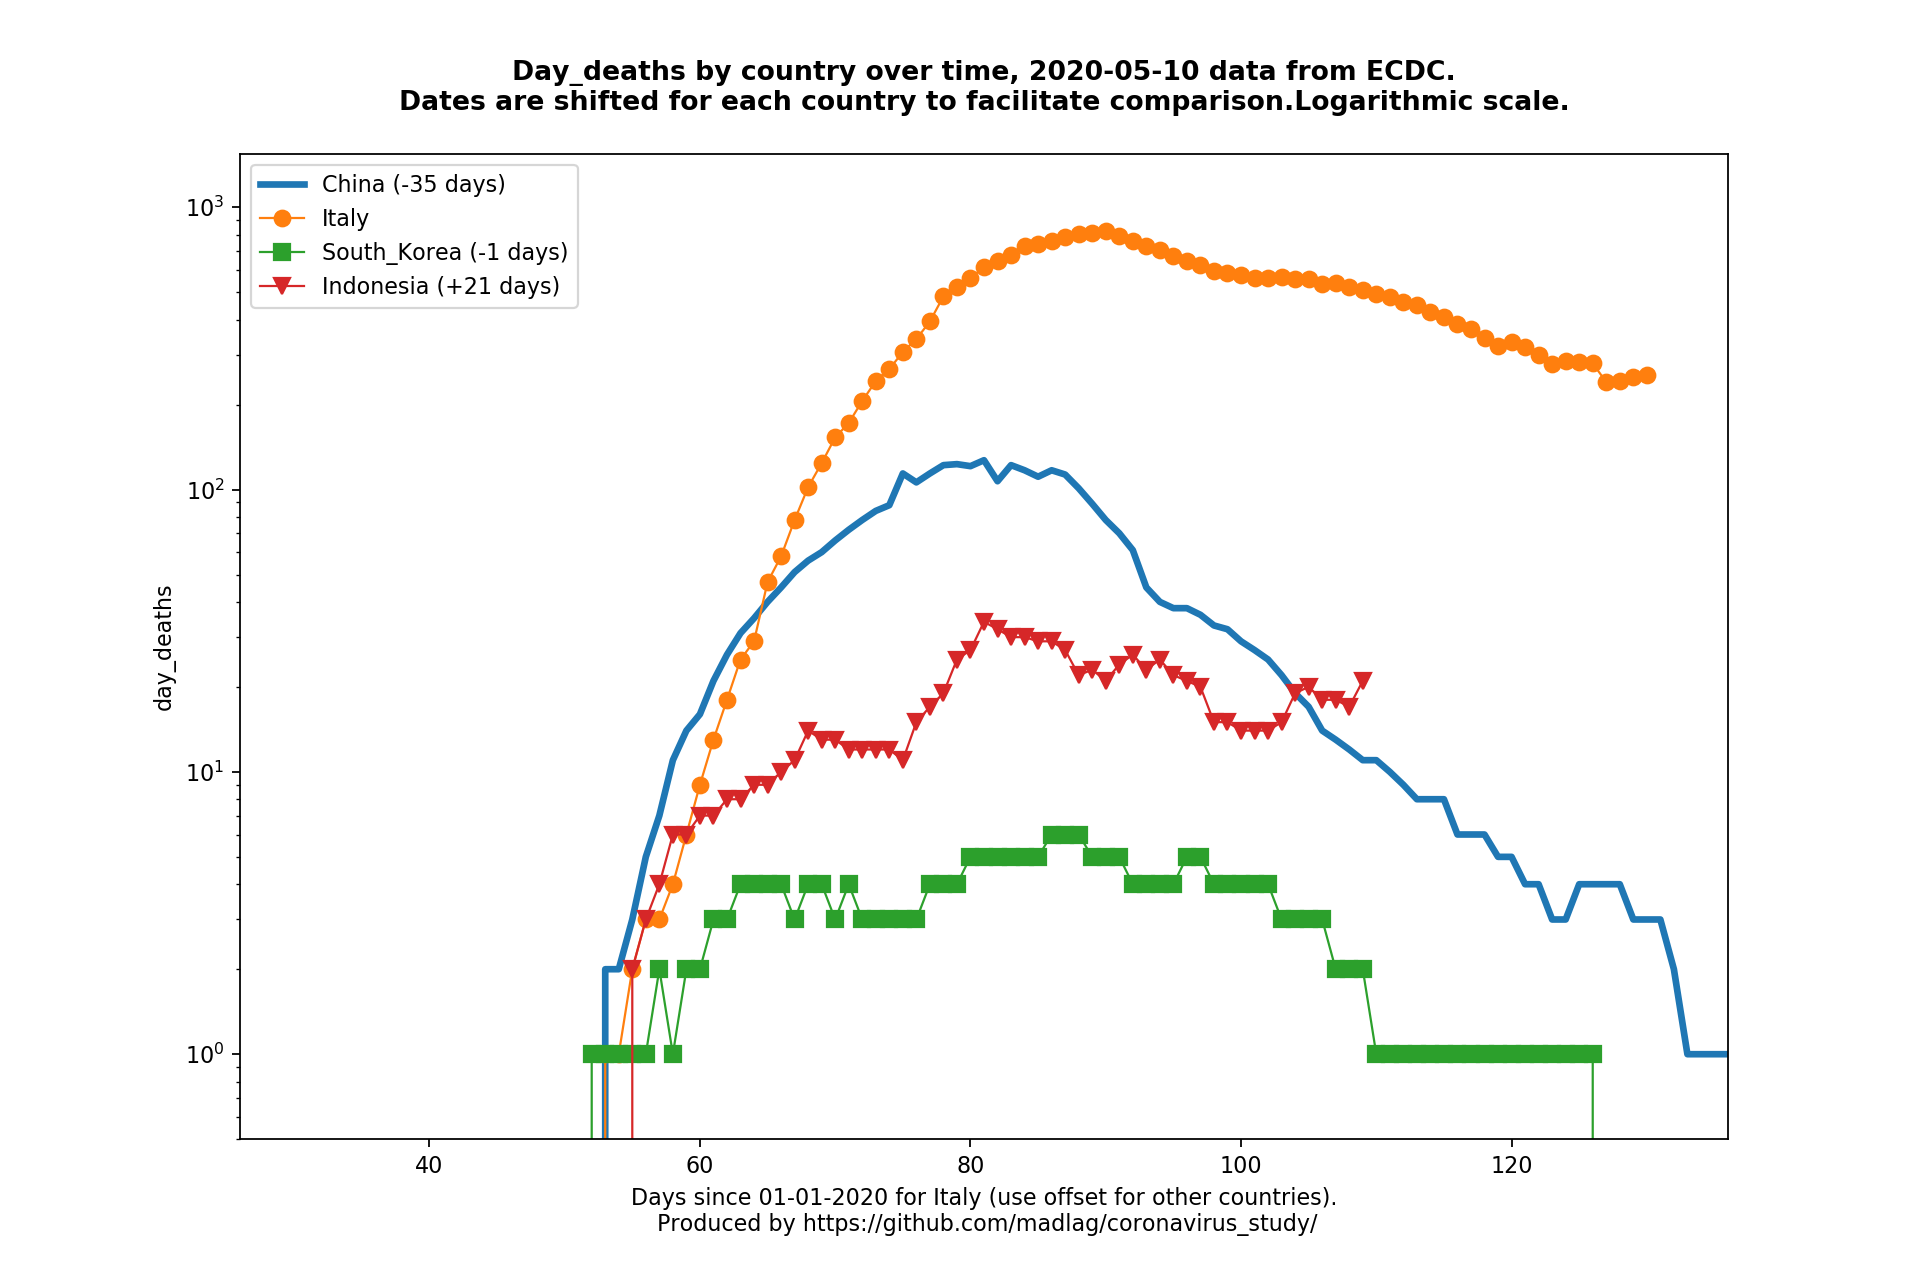 Day_deaths by country over time, 2020-05-10 data from ECDC.
Dates are shifted for each country to facilitate comparison.Logarithmic scale.
China (-35 days)
Italy
South_Korea (-1 days)
Indonesia (+21 days)
10³
10²
10¹
10⁰
day_deaths
40 60 80 100 120
Days since 01-01-2020 for Italy (use offset for other countries).
Produced by https://github.com/madlag/coronavirus_study/